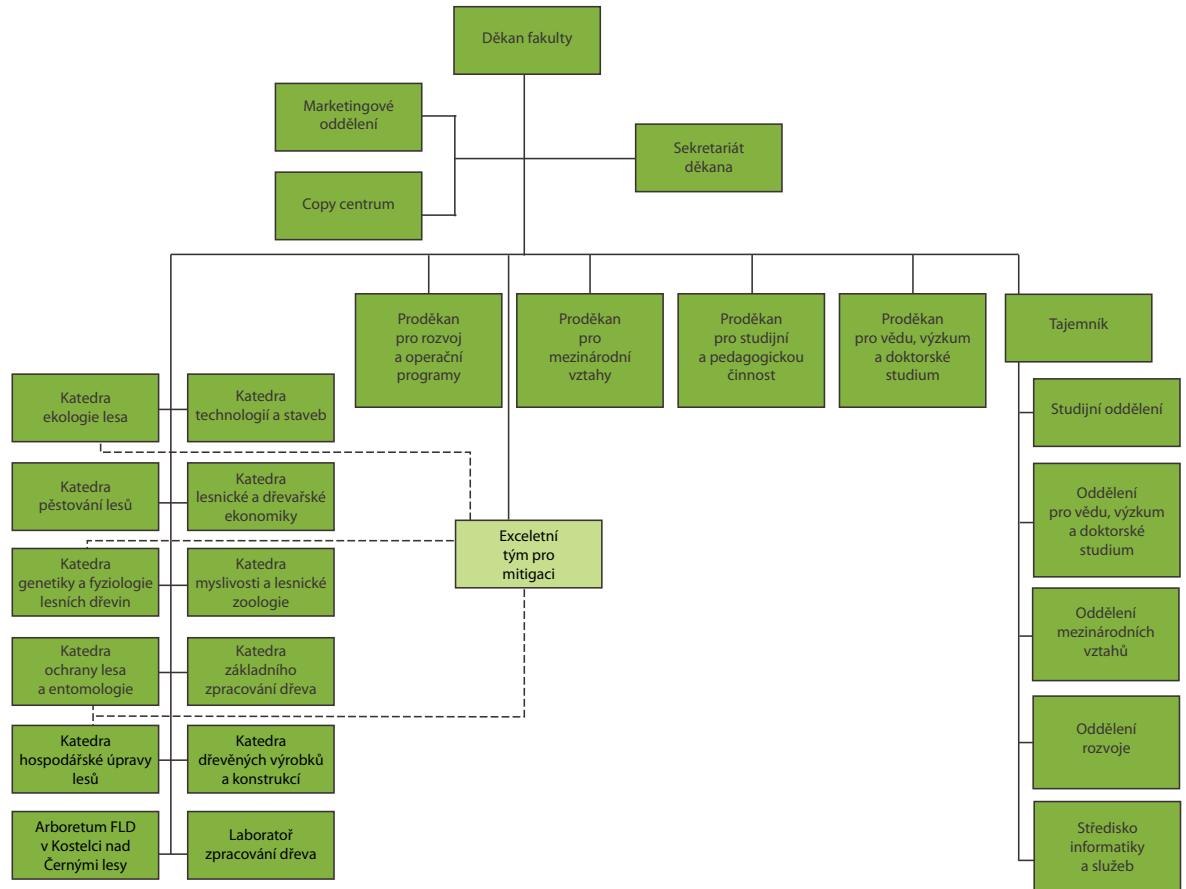 Děkan fakulty
Marketingové
oddělení
Sekretariát
děkana
Copy centrum
Proděkan
pro rozvoj
a operační
programy
Proděkan
pro
mezinárodní
vztahy
Proděkan
pro studijní
a pedagogickou
činnost
Proděkan
pro vědu, výzkum
a doktorské
studium
Tajemník
Katedra
ekologie lesa
Katedra
technologií a staveb
Studijní oddělení
Katedra
pěstování lesů
Katedra
lesnické a dřevařské
ekonomiky
Oddělení
pro vědu, výzkum
a doktorské
studium
Exceletní
tým pro
mitigaci
Katedra
genetiky a fyziologie
lesních dřevin
Katedra
myslivosti a lesnické
zoologie
Oddělení
mezinárodních
vztahů
Katedra
ochrany lesa
a entomologie
Katedra
základního
zpracování dřeva
Katedra
hospodářské úpravy
lesů
Katedra
dřevěných výrobků
a konstrukcí
Oddělení
rozvoje
Arboretum FLD
v Kostelci nad
Černými lesy
Laboratoř
zpracování dřeva
Středisko
informatiky
a služeb